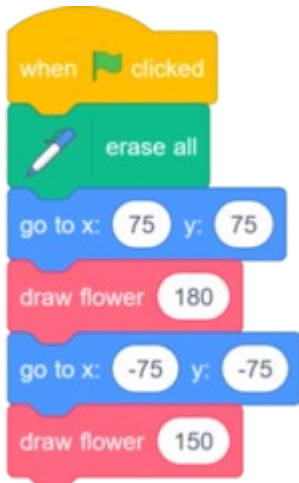 when clicked
erase all
go to x: 75 y: 75
draw flower 180
go to x: -75 y: -75
draw flower 150